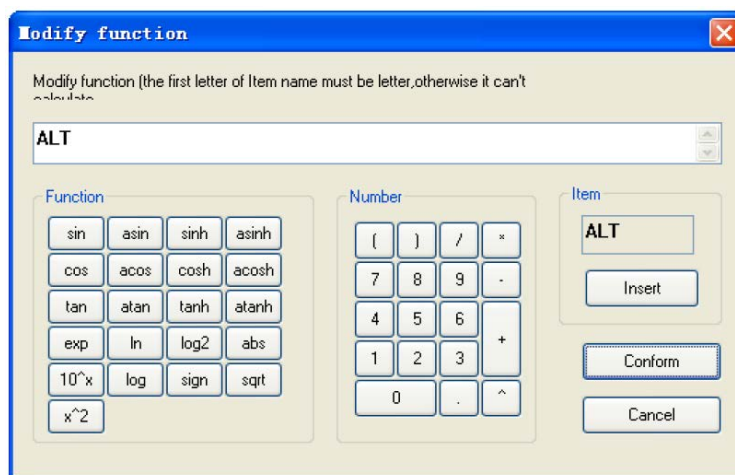 Modify function
Modify function (the first letter of Item name must be letter,otherwise it can't
calculate
ALT
Function
Number
Item
sin asin sinh asinh
( ) / *
ALT
cos acos cosh acosh
7 8 9 -
Insert
tan atan tanh atanh
4 5 6 +
exp ln log2 abs
1 2 3
Conform
10^x log sign sqrt
0 . ^
Cancel
x^2